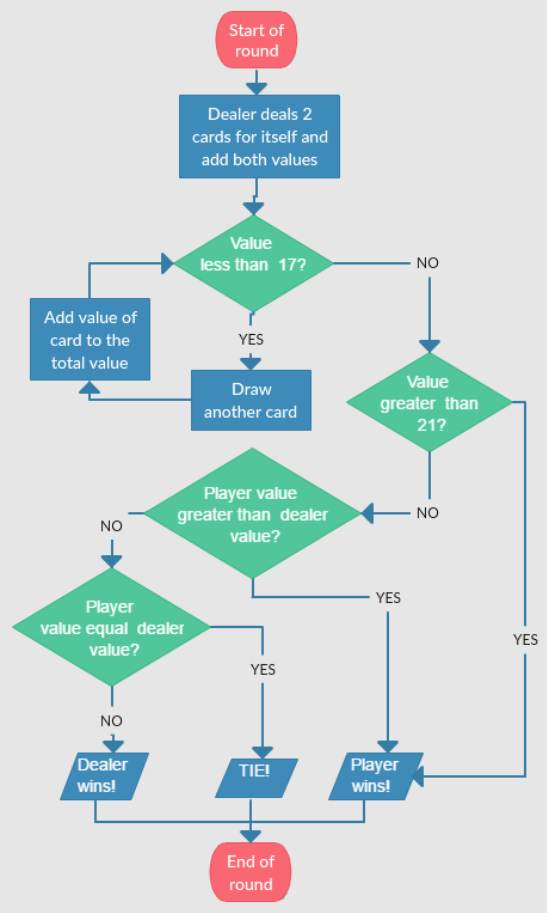 Start of
round
Dealer deals 2
cards for itself and
add both values
Value
less than 17?
NO
Add value of
card to the
total value
YES
Draw
another card
Value
greater than
21?
Player value
greater than dealer
value?
NO
NO
YES
Player
value equal dealer
value?
YES
YES
NO
Dealer
wins!
TIE!
Player
wins!
End of
round